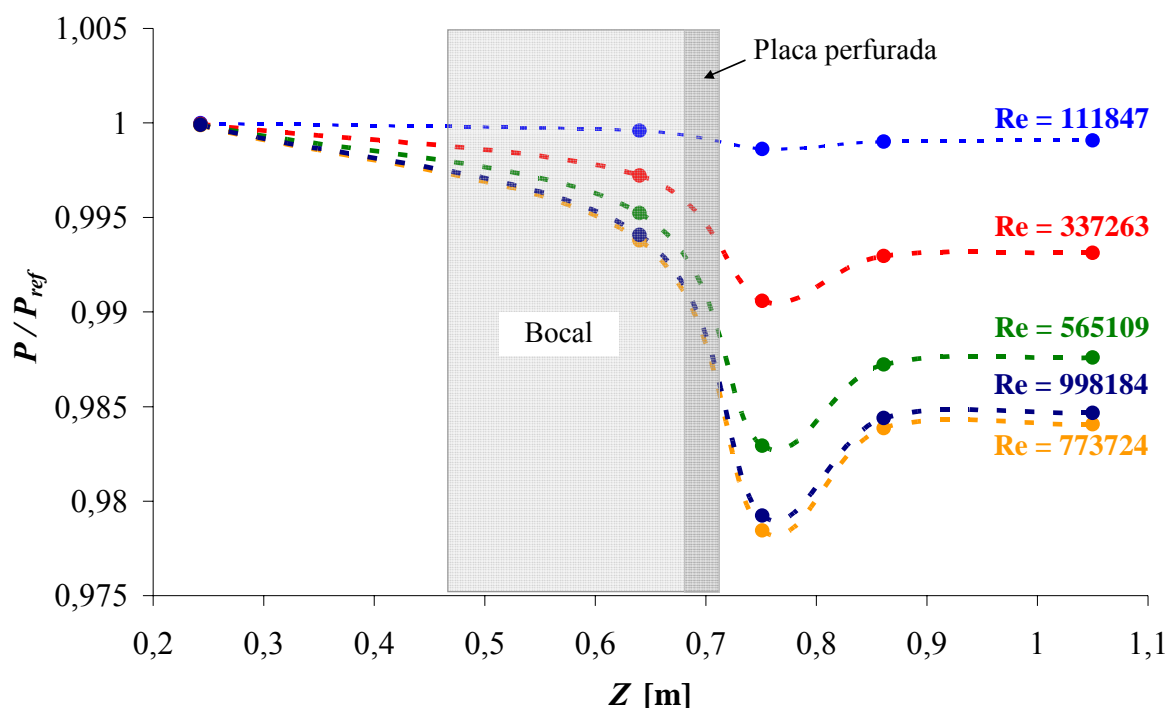 1,005
Placa perfurada
1
Re = 111847
0,995
Re = 337263
P / Pref
0,99
Bocal
Re = 565109
0,985
Re = 998184
Re = 773724
0,98
0,975
0,2 0,3 0,4 0,5 0,6 0,7 0,8 0,9 1 1,1
Z [m]